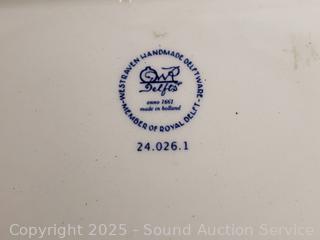 -WESTRAVEN HANDMADE DELFTWARE-
Delfts
anno 1661
made in holland
MEMBER OF ROYAL DELFT
24.026.1
Copyright 2025 - Sound Auction Service